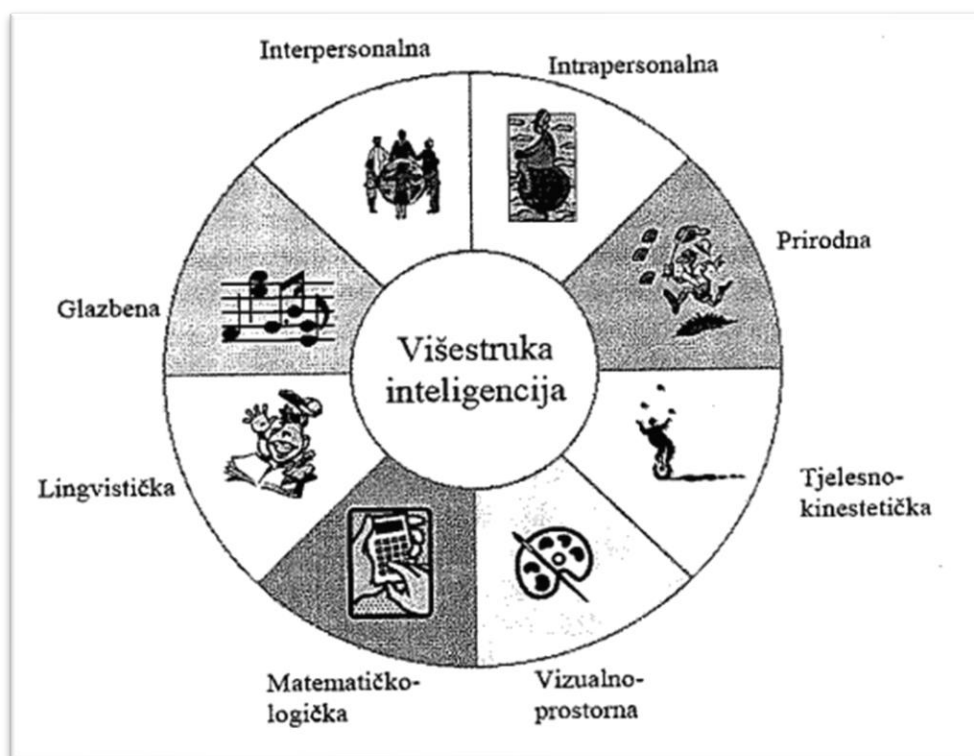 Interpersonalna
Intrapersonalna
Prirodna
Glazbena
Višestruka
inteligencija
Lingvistička
Tjelesno-
kinestetička
Matematičko-
logička
Vizualno-
prostorna